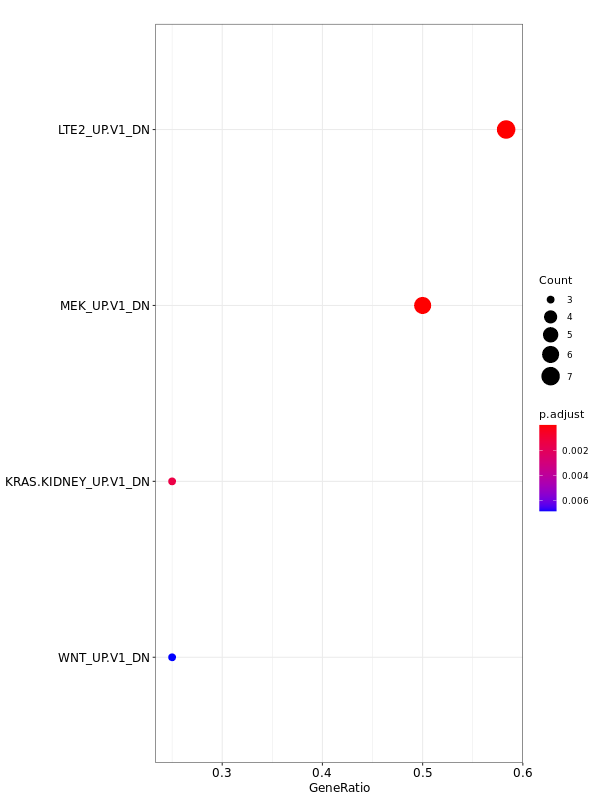 LTE2_UP.V1_DN
MEK_UP.V1_DN
KRAS.KIDNEY_UP.V1_DN
WNT_UP.V1_DN
0.3
0.4
0.5
0.6
GeneRatio
Count
3
4
5
6
7
p.adjust
0.002
0.004
0.006